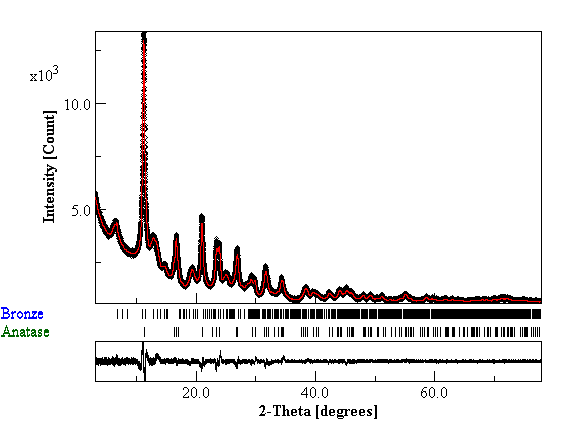 x10³
10.0
Intensity [Count]
5.0
Bronze
Anatase
20.0 40.0 60.0
2-Theta [degrees]